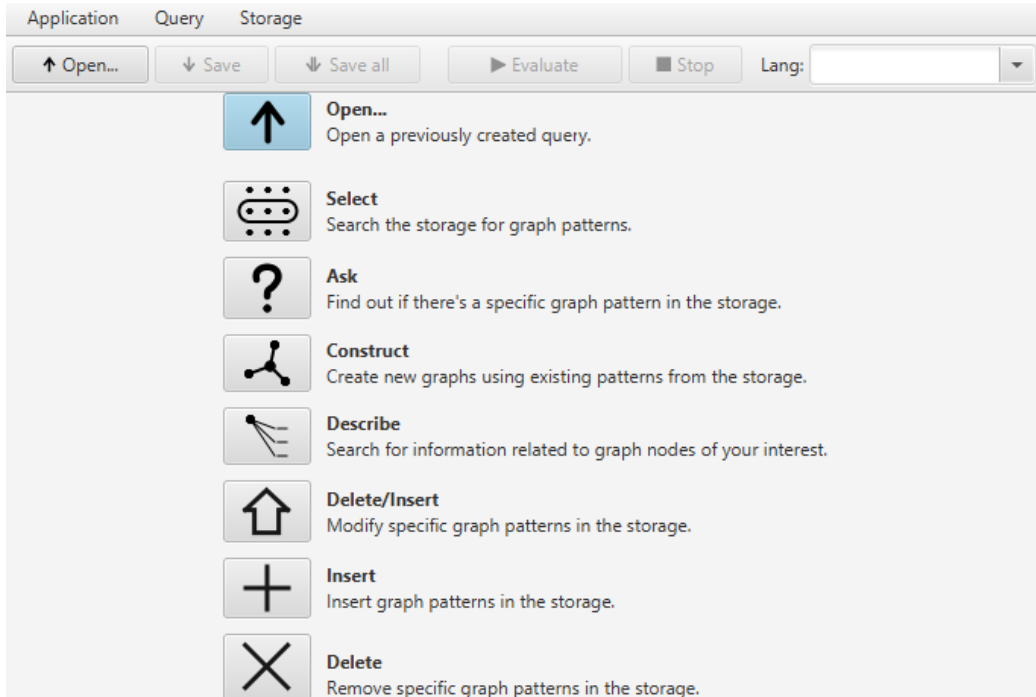 Application Query Storage
Open... Save Save all Evaluate Stop Lang:
Open...
Open a previously created query.
Select
Search the storage for graph patterns.
Ask
Find out if there's a specific graph pattern in the storage.
Construct
Create new graphs using existing patterns from the storage.
Describe
Search for information related to graph nodes of your interest.
Delete/Insert
Modify specific graph patterns in the storage.
Insert
Insert graph patterns in the storage.
Delete
Remove specific graph patterns in the storage.